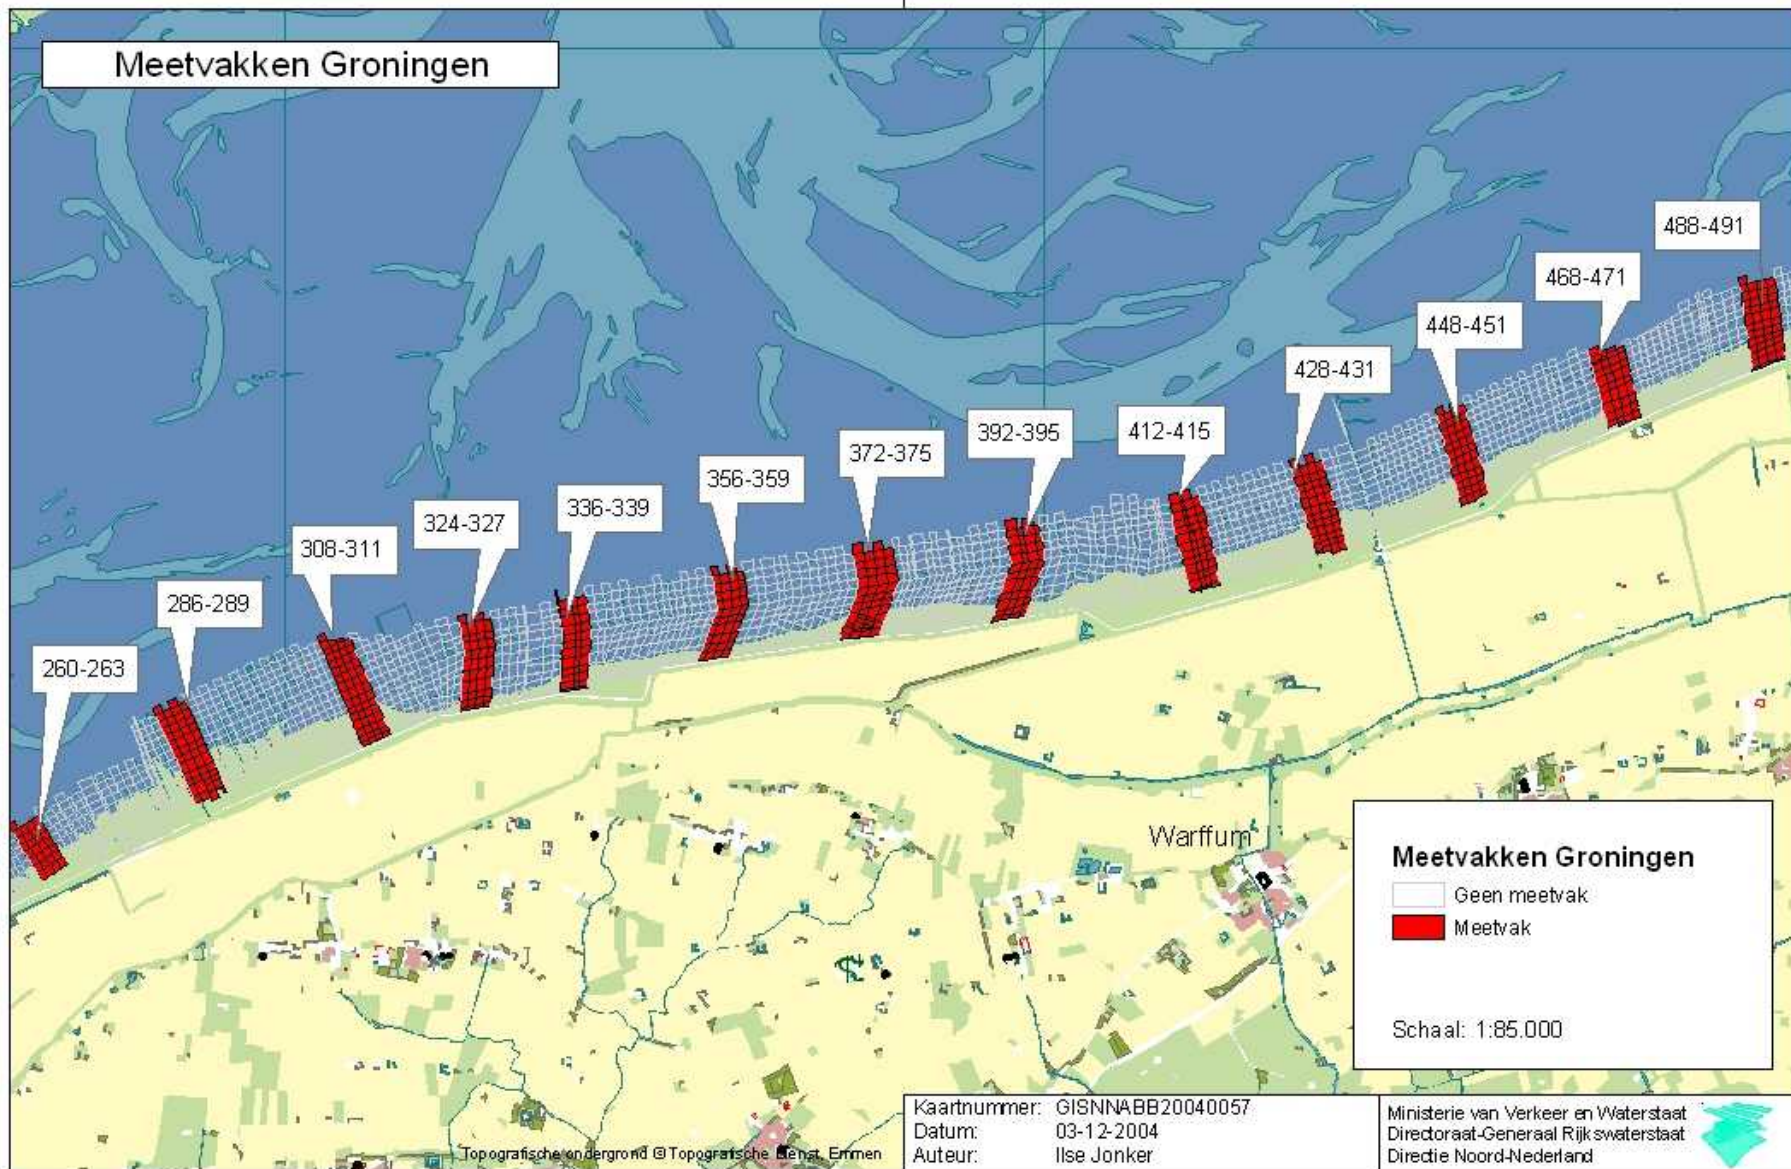 Meetvakken Groningen
488-491
468-471
448-451
428-431
412-415
392-395
372-375
356-359
336-339
324-327
308-311
286-289
260-263
Warffum
Meetvakken Groningen
Geen meetvak
Meetvak
Schaal: 1:85.000
Topografische ondergrond © Topografische Dienst, Emmen
Kaartnummer: GISNNABB20040057
Datum: 03-12-2004
Auteur: Ilse Jonker
Ministerie van Verkeer en Waterstaat
Directoraat-Generaal Rijkswaterstaat
Directie Noord-Nederland